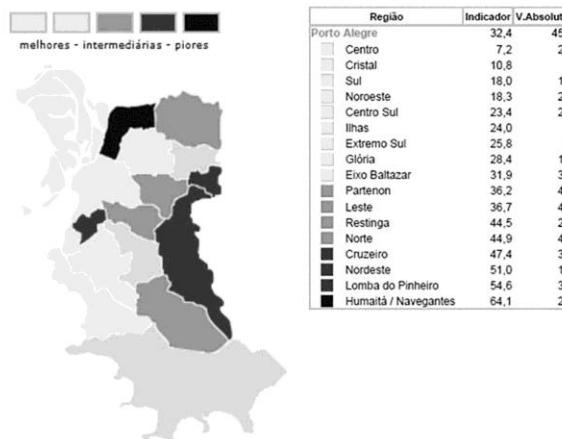 melhores - intermediárias - piores
Região Indicador V.Absolut
Porto Alegre 32,4 45
Centro 7,2 2
Cristal 10,8
Sul 18,0 1
Noroeste 18,3 2
Centro Sul 23,4 2
Ilhas 24,0
Extremo Sul 25,8
Glória 28,4 1
Eixo Baltazar 31,9 3
Partenon 36,2 4
Leste 36,7 4
Restinga 44,5 2
Norte 44,9 4
Cruzeiro 47,4 3
Nordeste 51,0 1
Lomba do Pinheiro 54,6 3
Humaitá / Navegantes 64,1 2